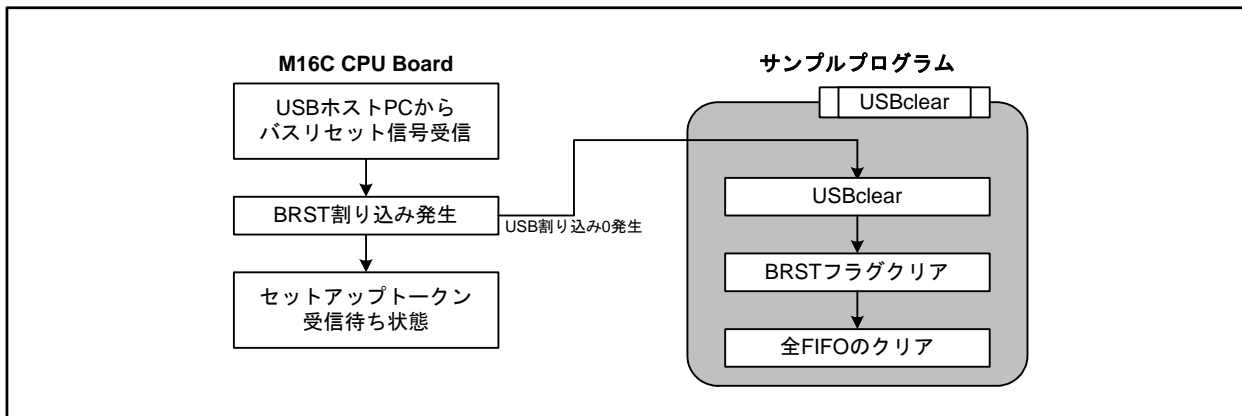 M16C CPU Board
USBホストPCから
バスリセット信号受信
BRST割り込み発生
USB割り込み0発生
セットアップトークン
受信待ち状態
サンプルプログラム
USBclear
USBclear
BRSTフラグクリア
全FIFOのクリア